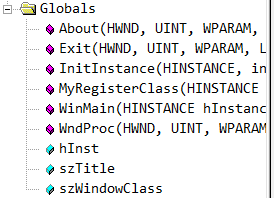 Globals
About(HWND, UINT, WPARAM,
Exit(HWND, UINT, WPARAM, L
InitInstance(HINSTANCE, in
MyRegisterClass(HINSTANCE
WinMain(HINSTANCE hInstanc
WndProc(HWND, UINT, WPARAM
hInst
szTitle
szWindowClass